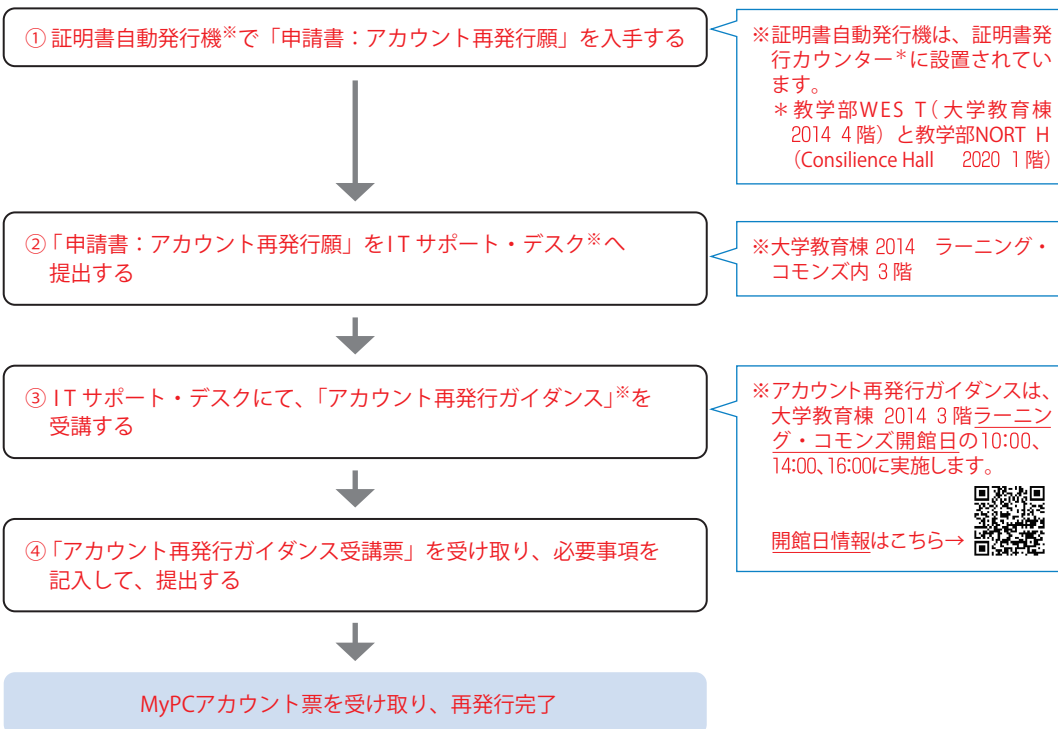 ① 証明書自動発行機※で「申請書：アカウント再発行願」を入手する
※証明書自動発行機は、証明書発
行カウンター＊に設置されてい
ます。
＊教学部WES T（大学教育棟
2014 4階）と教学部NORT H
（Consilience Hall 2020 1階）
②「申請書：アカウント再発行願」をIT サポート・デスク※へ
提出する
※大学教育棟 2014 ラーニング・
コモンズ内 3階
③ IT サポート・デスクにて、「アカウント再発行ガイダンス」※を
受講する
※アカウント再発行ガイダンスは、
大学教育棟 2014 3階ラーニン
グ・コモンズ開館日の10:00、
14:00、16:00に実施します。
開館日情報はこちら→
④「アカウント再発行ガイダンス受講票」を受け取り、必要事項を
記入して、提出する
MyPCアカウント票を受け取り、再発行完了